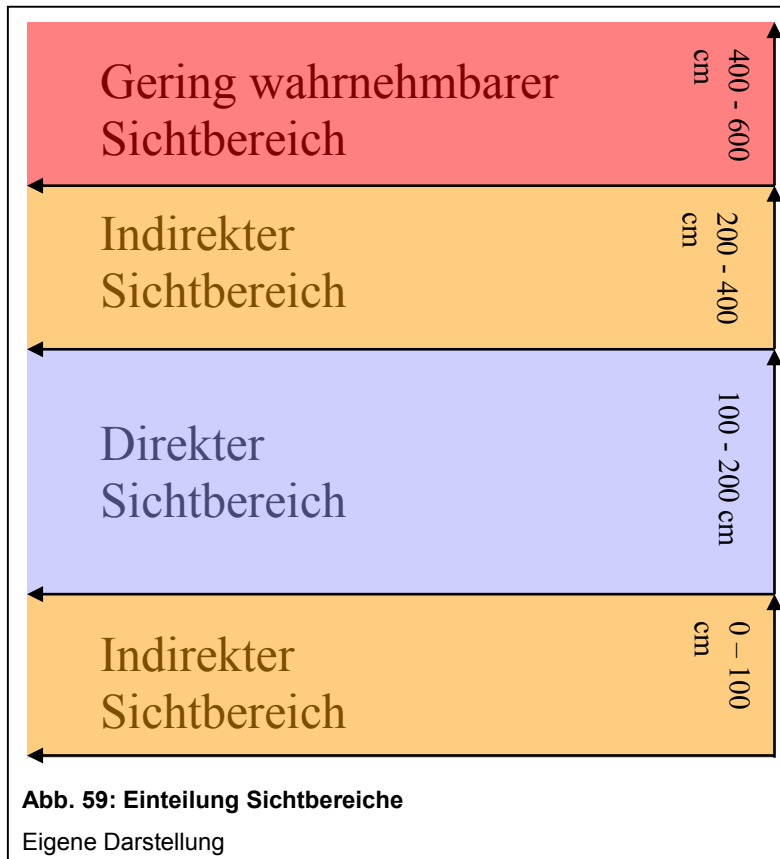 Gering wahrnehmbarer
Sichtbereich
400 - 600
cm
Indirekter
Sichtbereich
200 - 400
cm
Direkter
Sichtbereich
100 - 200 cm
Indirekter
Sichtbereich
0 – 100
cm
Abb. 59: Einteilung Sichtbereiche
Eigene Darstellung